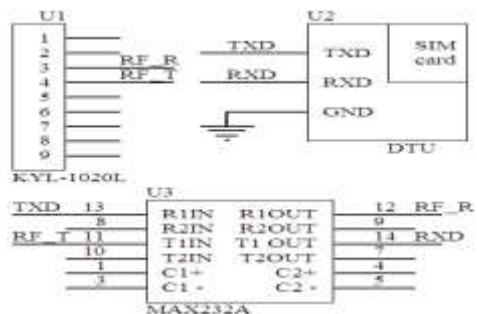 U1
1
2
3 RF_R
4 RF_T
5
6
7
8
9
KYL-1020L
U2
TXD TXD SIM card
RXD RXD
GND
DTU
U3
TXD 13 R1IN R1OUT 12 RF_R
8 R2IN R2OUT 9
RF_T 11 T1IN T1 OUT 14 RXD
10 T2IN T2OUT 7
1 C1+ C2+ 4
3 C1 - C2 - 5
MAX232A